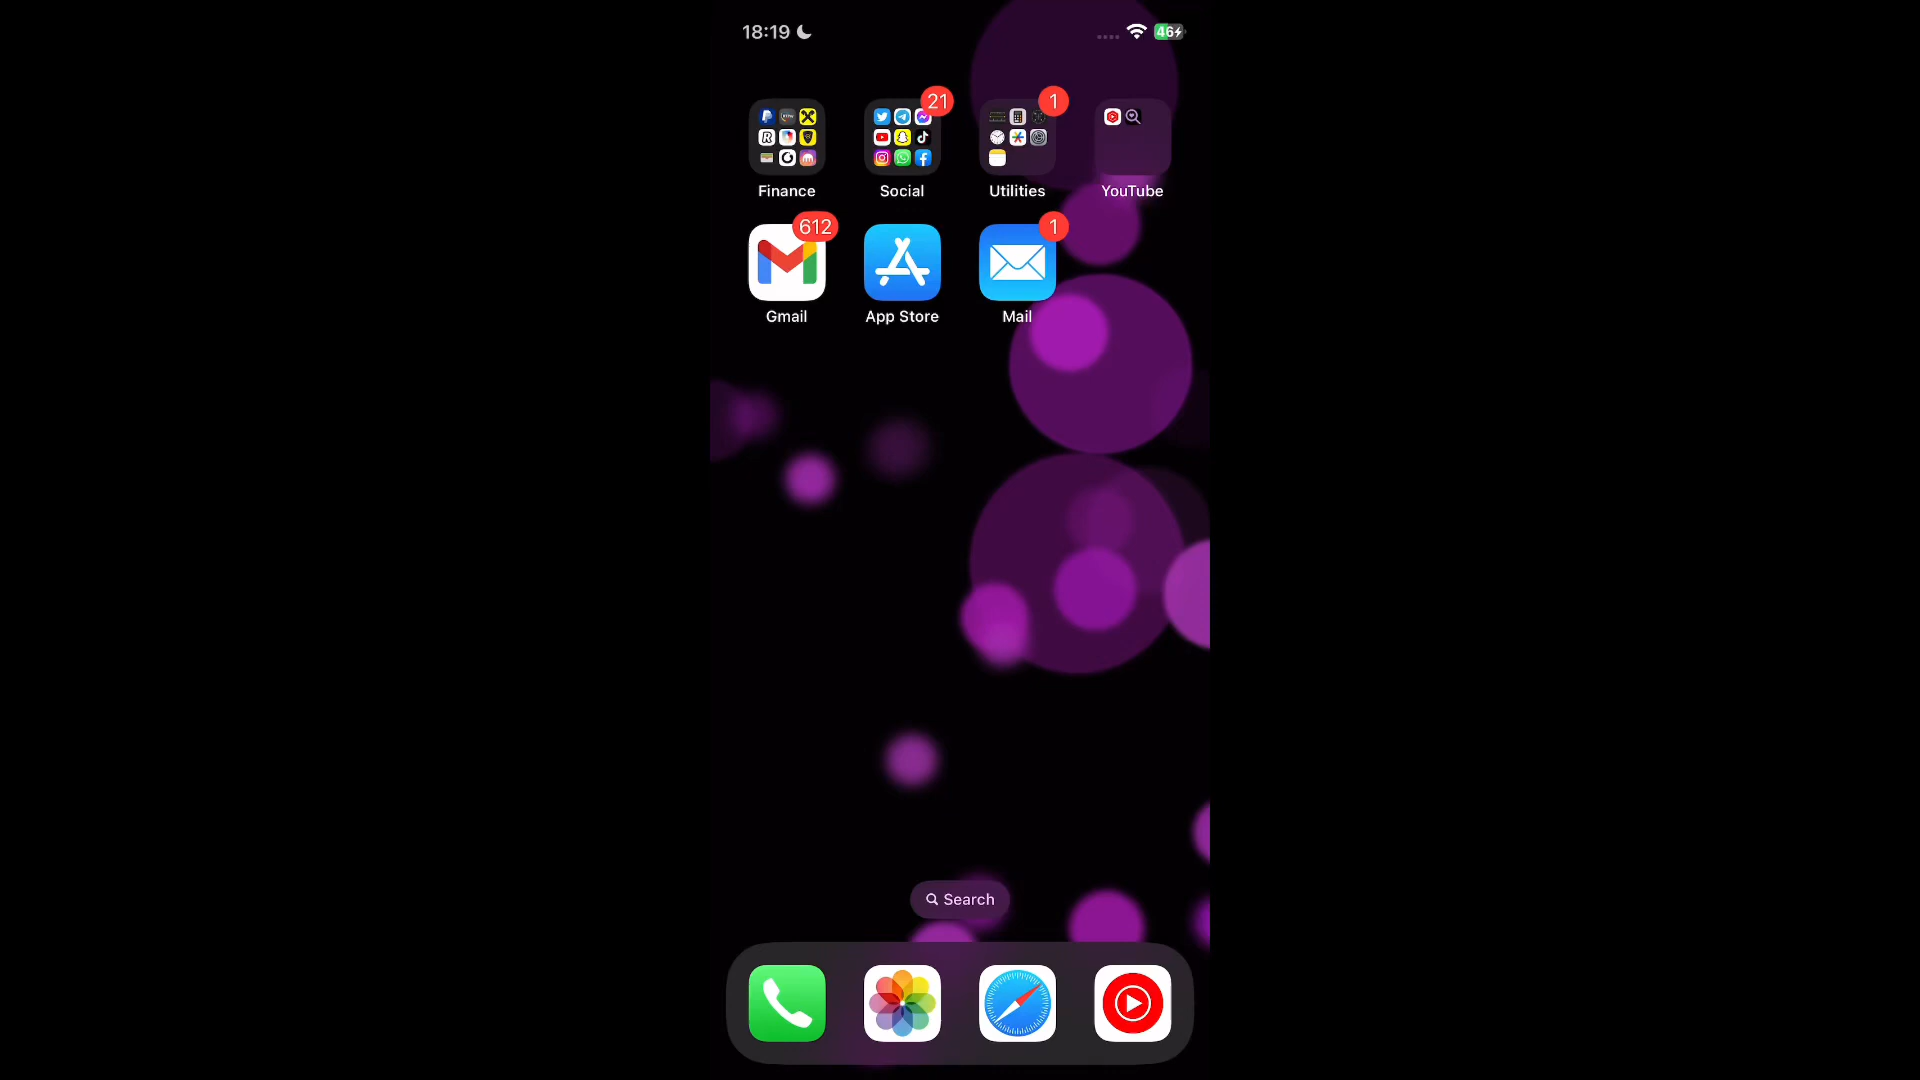 18:19
46
21
1
Finance
Social
Utilities
YouTube
612
1
Gmail
App Store
Mail
Search